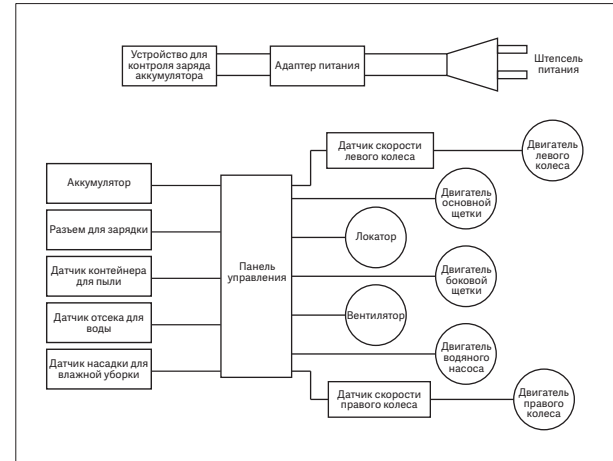 Устройство для
контроля заряда
аккумулятора
Адаптер питания
Штепсель
питания
Датчик скорости
левого колеса
Двигатель
левого
колеса
Аккумулятор
Разъем для зарядки
Датчик контейнера
для пыли
Датчик отсека для
воды
Датчик насадки для
влажной уборки
Панель
управления
Двигатель
основной
щетки
Локатор
Двигатель
боковой
щетки
Вентилятор
Двигатель
водяного
насоса
Датчик скорости
правого колеса
Двигатель
правого
колеса